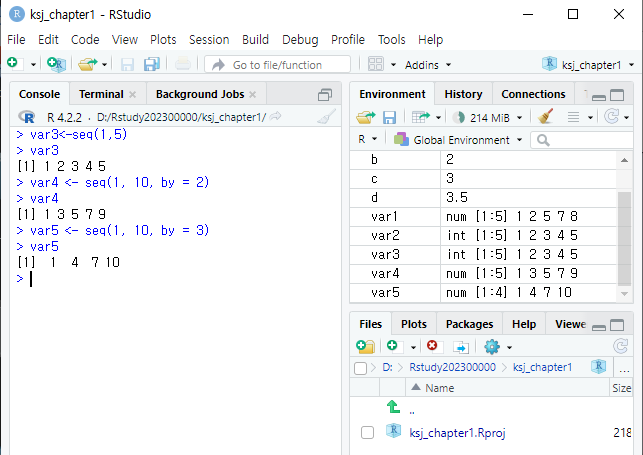 ksj_chapter1 - RStudio
File Edit Code View Plots Session Build Debug Profile Tools Help
Go to file/function
Addins
ksj_chapter1
Console Terminal Background Jobs
R 4.2.2 · D:/Rstudy202300000/ksj_chapter1/
> var3<-seq(1,5)
> var3
[1] 1 2 3 4 5
> var4 <- seq(1, 10, by = 2)
> var4
[1] 1 3 5 7 9
> var5 <- seq(1, 10, by = 3)
> var5
[1]  1  4  7 10
>
Environment History Connections
214 MiB
R Global Environment
b 2
c 3
d 3.5
var1 num [1:5] 1 2 5 7 8
var2 int [1:5] 1 2 3 4 5
var3 int [1:5] 1 2 3 4 5
var4 num [1:5] 1 3 5 7 9
var5 num [1:4] 1 4 7 10
Files Plots Packages Help Viewe
D: Rstudy202300000 ksj_chapter1
...
Name Size
..
ksj_chapter1.Rproj 218